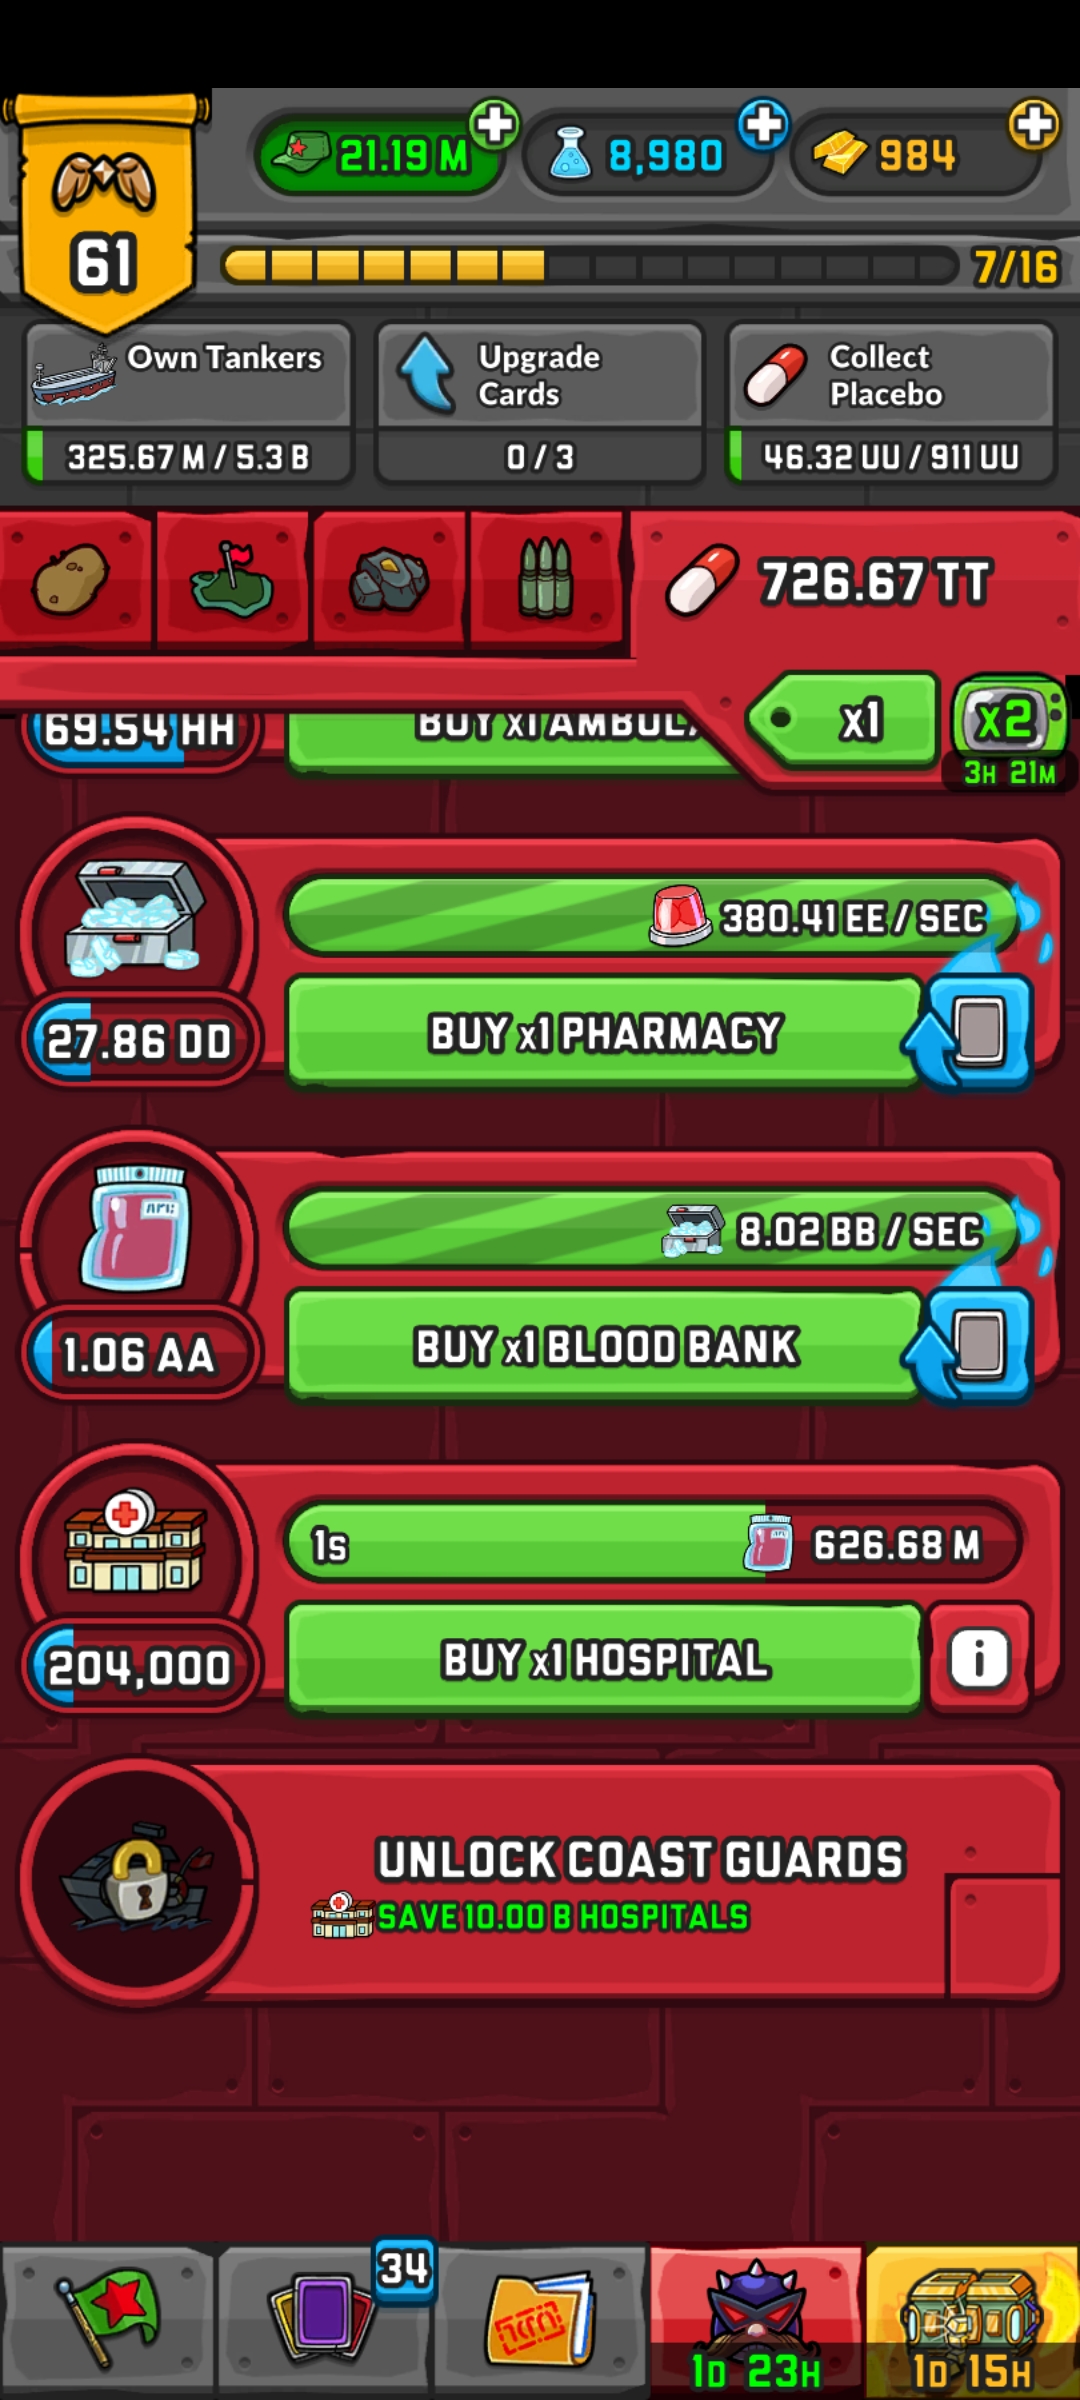 21.19 M
8,980
984
61
7/16
Own Tankers
325.67 M / 5.3 B
Upgrade
Cards
0 / 3
Collect
Placebo
46.32 UU / 911 UU
726.67 TT
x1
x2
3H 21M
69.54 HH
BUY x1
380.41 EE / SEC
27.86 DD
BUY x1 PHARMACY
8.02 BB / SEC
1.06 AA
BUY x1 BLOOD BANK
1s
626.68 M
204,000
BUY x1 HOSPITAL
i
UNLOCK COAST GUARDS
SAVE 10.00 B HOSPITALS
34
1D 23H
1D 15H